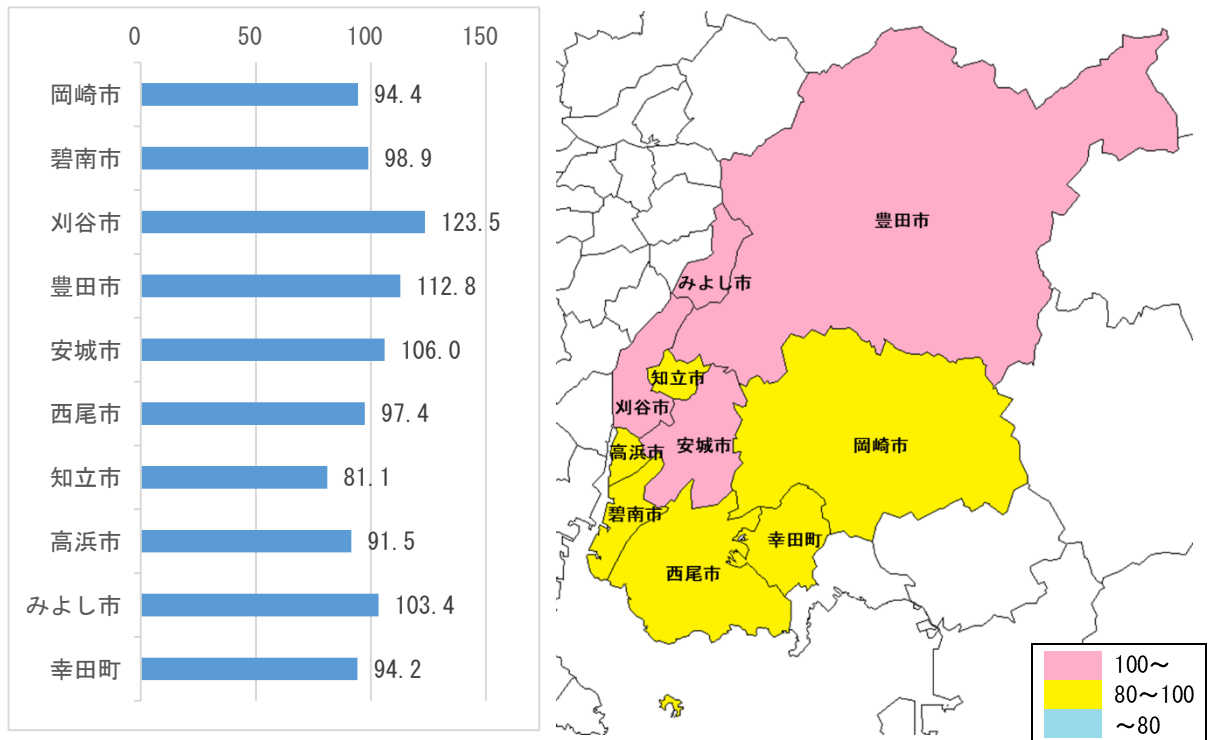 0 50 100 150
岡崎市 94.4
碧南市 98.9
刈谷市 123.5
豊田市 112.8
安城市 106.0
西尾市 97.4
知立市 81.1
高浜市 91.5
みよし市 103.4
幸田町 94.2
豊田市
みよし市
知立市
刈谷市
安城市
岡崎市
高浜市
碧南市
幸田町
西尾市
100～
80～100
～80